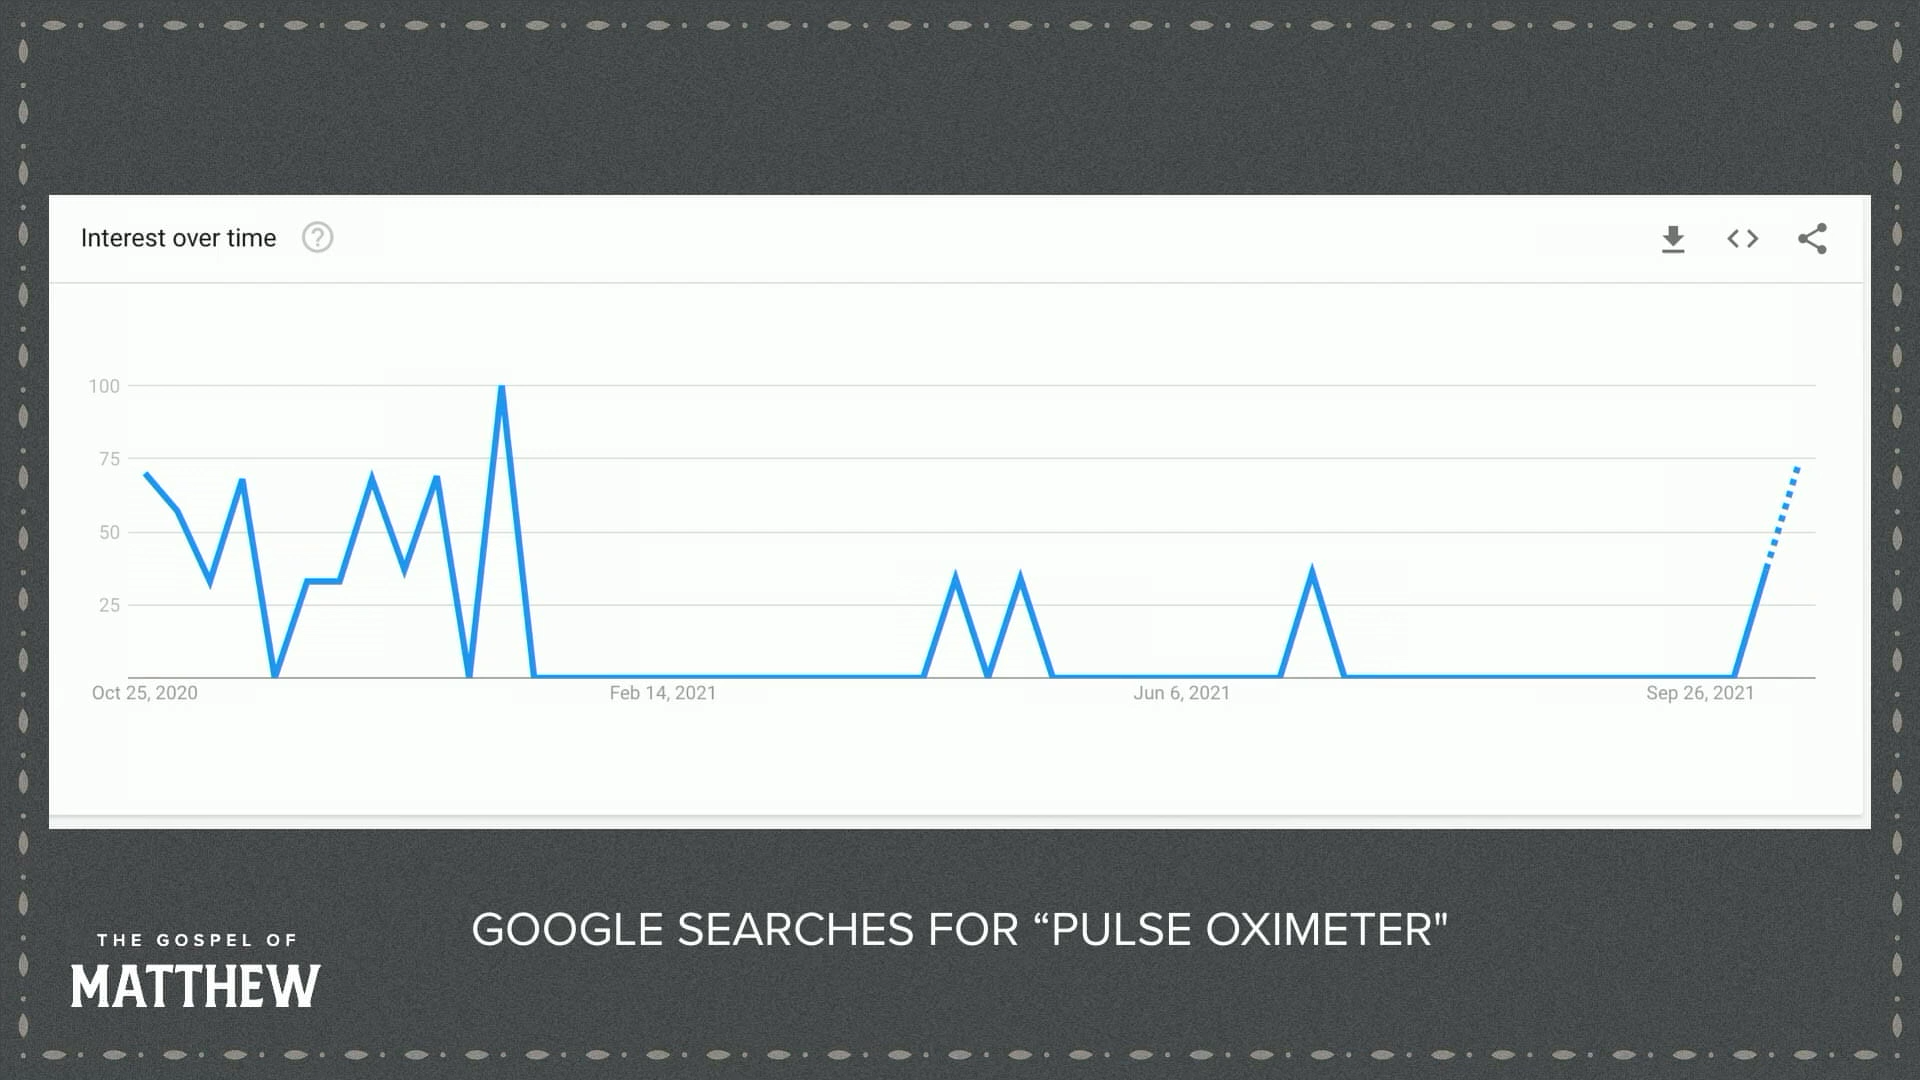 Interest over time ?
100
75
50
25
Oct 25, 2020 Feb 14, 2021 Jun 6, 2021 Sep 26, 2021
GOOGLE SEARCHES FOR “PULSE OXIMETER"
THE GOSPEL OF
MATTHEW